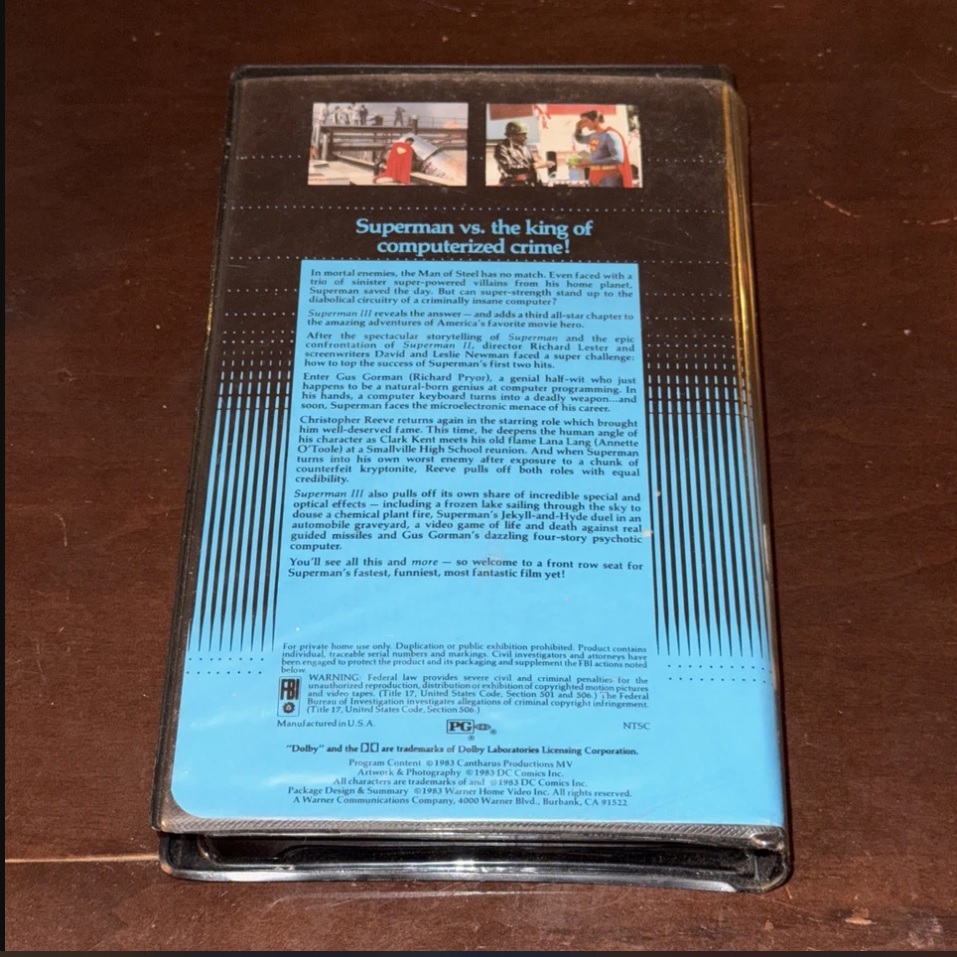 Superman vs. the king of
computerized crime!
In mortal enemies, the Man of Steel has no match. Even faced with a
trio of sinister super-powered villains from his home planet,
Superman saved the day. But can super-strength stand up to the
diabolical circuitry of a criminally insane computer?
Superman III reveals the answer — and adds a third all-star chapter to
the amazing adventures of America's favorite movie hero.
After the spectacular storytelling of Superman and the epic
confrontation of Superman II, director Richard Lester and
screenwriters David and Leslie Newman faced a super challenge:
how to top the success of Superman's first two hits.
Enter Gus Gorman (Richard Pryor), a genial half-wit who just
happens to be a natural-born genius at computer programming. In
his hands, a computer keyboard turns into a deadly weapon...and
soon, Superman faces the microelectronic menace of his career.
Christopher Reeve returns again in the starring role which brought
him well-deserved fame. This time, he deepens the human angle of
his character as Clark Kent meets his old flame Lana Lang (Annette
O'Toole) at a Smallville High School reunion. And when Superman
turns into his own worst enemy after exposure to a chunk of
counterfeit kryptonite, Reeve pulls off both roles with equal
credibility.
Superman III also pulls off its own share of incredible special and
optical effects — including a frozen lake sailing through the sky to
douse a chemical plant fire, Superman's Jekyll-and-Hyde duel in an
automobile graveyard, a video game of life and death against real
guided missiles and Gus Gorman's dazzling four-story psychotic
computer.
You'll see all this and more — so welcome to a front row seat for
Superman's fastest, funniest, most fantastic film yet!
For private home use only. Duplication or public exhibition prohibited. Product contains
individual, traceable serial numbers and markings. Civil investigators and attorneys have
been engaged to protect the product and its packaging and supplement the FBI actions noted
below.
FBI
WARNING: Federal law provides severe civil and criminal penalties for the
unauthorized reproduction, distribution or exhibition of copyrighted motion pictures
and video tapes. (Title 17, United States Code, Section 501 and 506.) The Federal
Bureau of Investigation investigates allegations of criminal copyright infringement.
(Title 17, United States Code, Section 506.)
Manufactured in U.S.A. PG ® NTSC
"Dolby" and the are trademarks of Dolby Laboratories Licensing Corporation.
Program Content ©1983 Cantharus Productions MV
Artwork & Photography ©1983 DC Comics Inc.
All characters are trademarks of and ©1983 DC Comics Inc.
Package Design & Summary ©1983 Warner Home Video Inc. All rights reserved.
A Warner Communications Company, 4000 Warner Blvd., Burbank, CA 91522